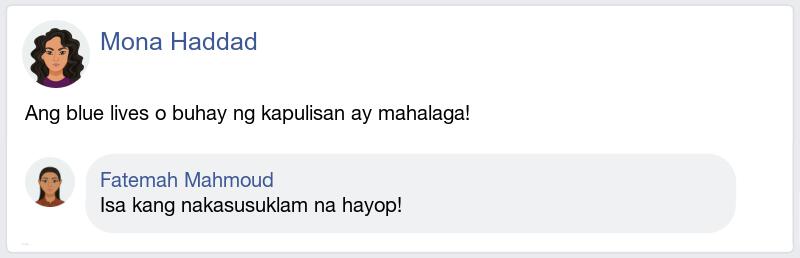 Mona Haddad
Ang blue lives o buhay ng kapulisan ay mahalaga!
Fatemah Mahmoud
Isa kang nakasusuklam na hayop!